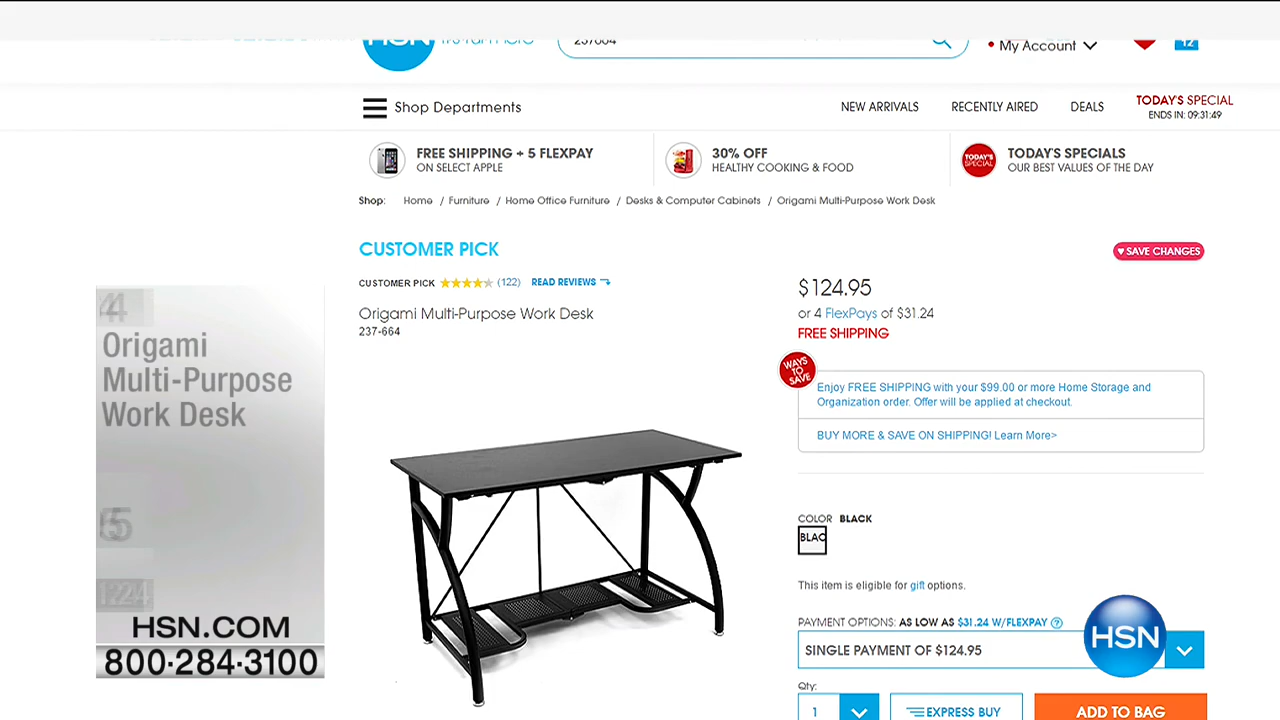 HSN
237664
My Account
12
Shop Departments
NEW ARRIVALS
RECENTLY AIRED
DEALS
TODAY'S SPECIAL
ENDS IN: 09:31:49
FREE SHIPPING + 5 FLEXPAY
ON SELECT APPLE
30% OFF
HEALTHY COOKING & FOOD
TODAY'S
SPECIAL
TODAY'S SPECIALS
OUR BEST VALUES OF THE DAY
Shop: Home / Furniture / Home Office Furniture / Desks & Computer Cabinets / Origami Multi-Purpose Work Desk
CUSTOMER PICK
SAVE CHANGES
CUSTOMER PICK (122) READ REVIEWS
Origami Multi-Purpose Work Desk
237-664
$124.95
or 4 FlexPays of $31.24
FREE SHIPPING
WAYS
TO
SAVE
Enjoy FREE SHIPPING with your $99.00 or more Home Storage and
Organization order. Offer will be applied at checkout.
BUY MORE & SAVE ON SHIPPING! Learn More>
COLOR BLACK
BLAC
This item is eligible for gift options.
PAYMENT OPTIONS: AS LOW AS $31.24 W/FLEXPAY ?
SINGLE PAYMENT OF $124.95
HSN
Qty:
1
EXPRESS BUY
ADD TO BAG
Origami
Multi-Purpose
Work Desk
HSN.COM
800·284·3100